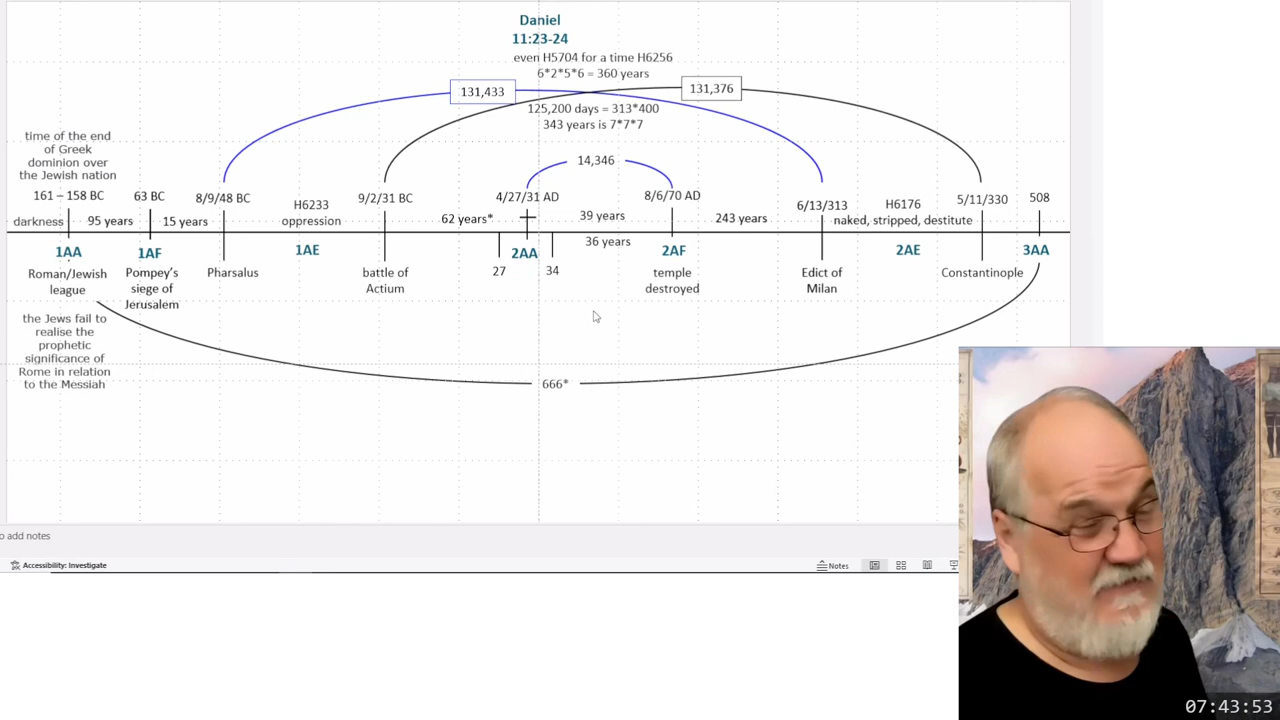 Daniel
11:23-24
even H5704 for a time H6256
6*2*5*6 = 360 years
131,433
131,376
125,200 days = 313*400
343 years is 7*7*7
14,346
time of the end
of Greek
dominion over
the Jewish nation
161 – 158 BC
63 BC
8/9/48 BC
H6233
oppression
9/2/31 BC
4/27/31 AD
8/6/70 AD
6/13/313
H6176
naked, stripped, destitute
5/11/330
508
darkness
95 years
15 years
62 years*
39 years
243 years
36 years
1AA
1AF
1AE
2AA
2AF
2AE
3AA
Roman/Jewish
league
Pompey's
siege of
Jerusalem
Pharsalus
battle of
Actium
27
34
temple
destroyed
Edict of
Milan
Constantinople
the Jews fail to
realise the
prophetic
significance of
Rome in relation
to the Messiah
666*
o add notes
Accessibility: Investigate
Notes
07:43:53